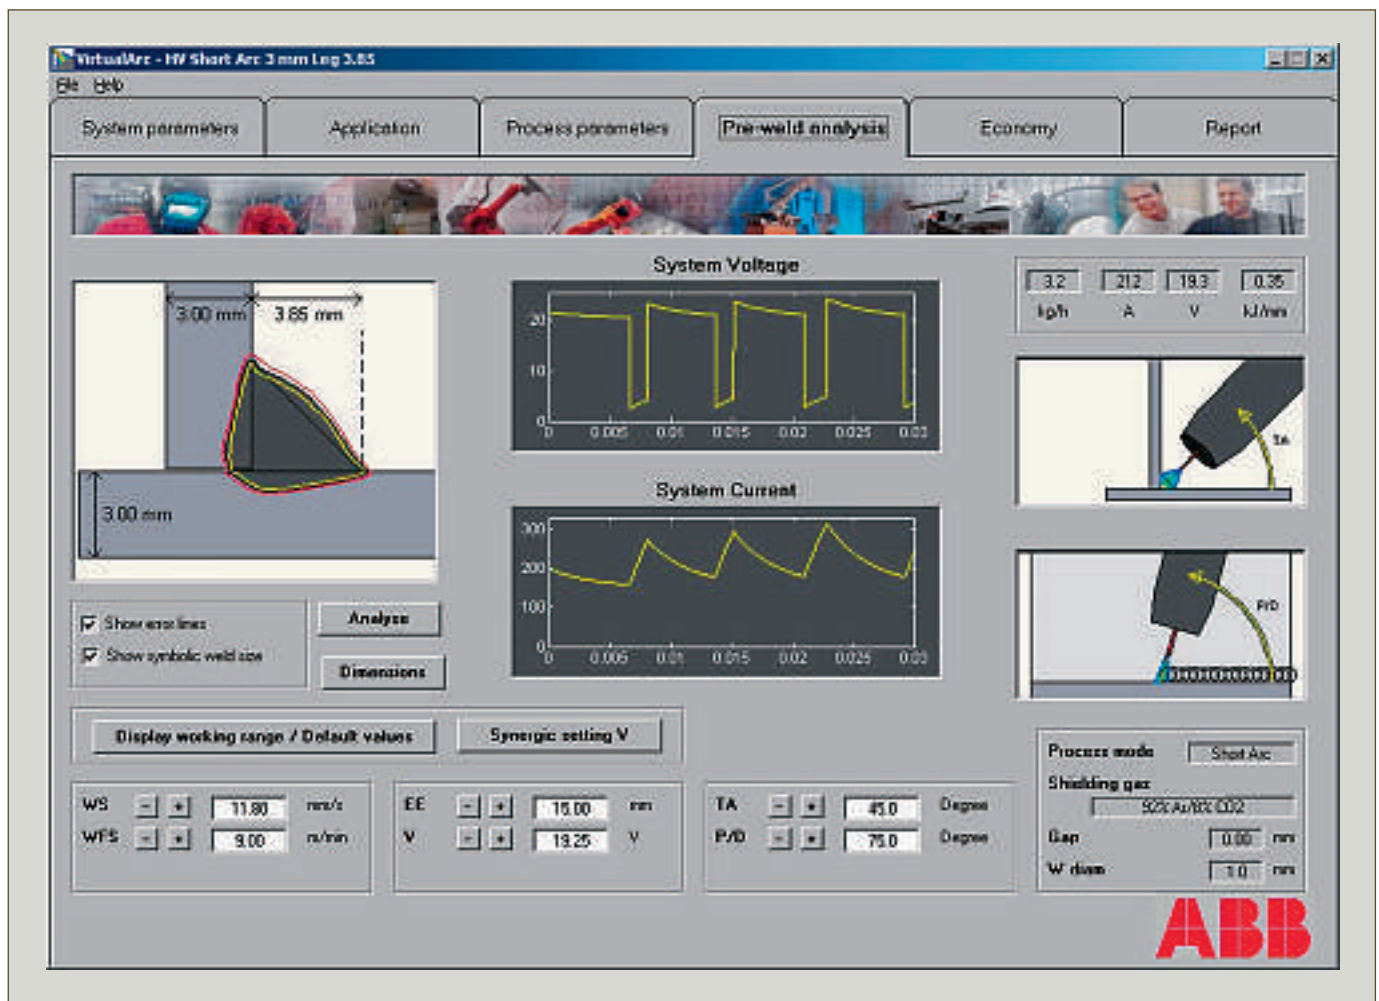 VirtualArc - HV Short Arc 3 mm Leg 3.85
File Help
System parameters Application Process parameters Pre-weld analysis Economy Report
3.00 mm 3.85 mm
3.00 mm
System Voltage
20
10
0
0 0.005 0.01 0.015 0.02 0.025 0.03
System Current
300
200
100
0
0 0.005 0.01 0.015 0.02 0.025 0.03
3.2 212 19.3 0.35
kg/h A V kJ/mm
TA
P/D
Show error lines
Show symbolic weld size
Analyse
Dimensions
Display working range / Default values Synergic setting V
WS - + 11.80 mm/s
WFS - + 9.00 m/min
EE - + 15.00 mm
V - + 19.25 V
TA - + 45.0 Degree
P/D - + 75.0 Degree
Process mode Short Arc
Shielding gas
92% Ar/8% CO2
Gap 0.00 mm
W diam 1.0 mm
ABB